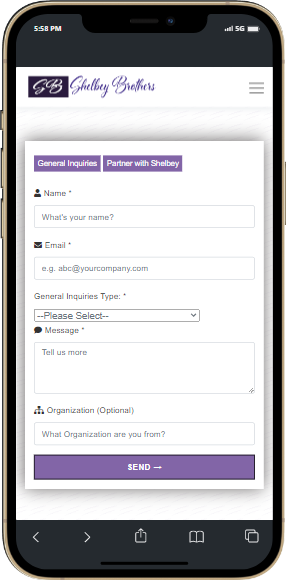 5:58 PM 5G
SB Shelbey Brothers
General Inquiries Partner with Shelbey
Name *
What's your name?
Email *
e.g. abc@yourcompany.com
General Inquiries Type: *
--Please Select--
Message *
Tell us more
Organization (Optional)
What Organization are you from?
SEND →